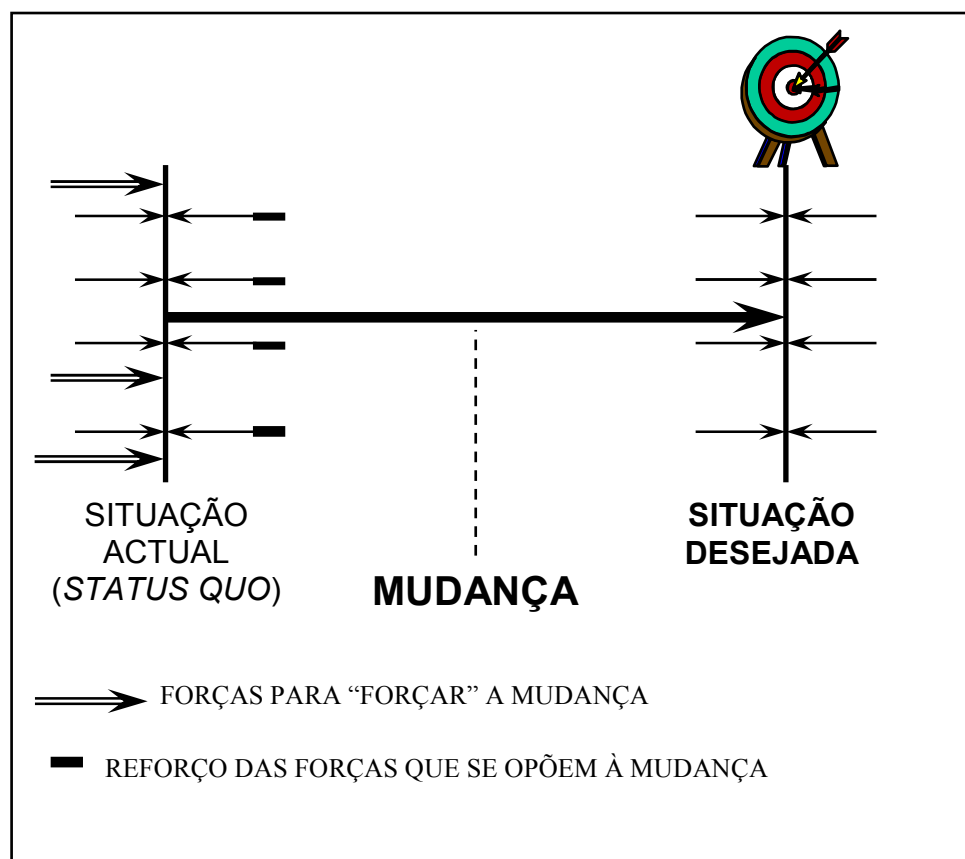 SITUAÇÃO
ACTUAL
(STATUS QUO)
SITUAÇÃO
DESEJADA
MUDANÇA
FORÇAS PARA “FORÇAR” A MUDANÇA
REFORÇO DAS FORÇAS QUE SE OPÕEM À MUDANÇA